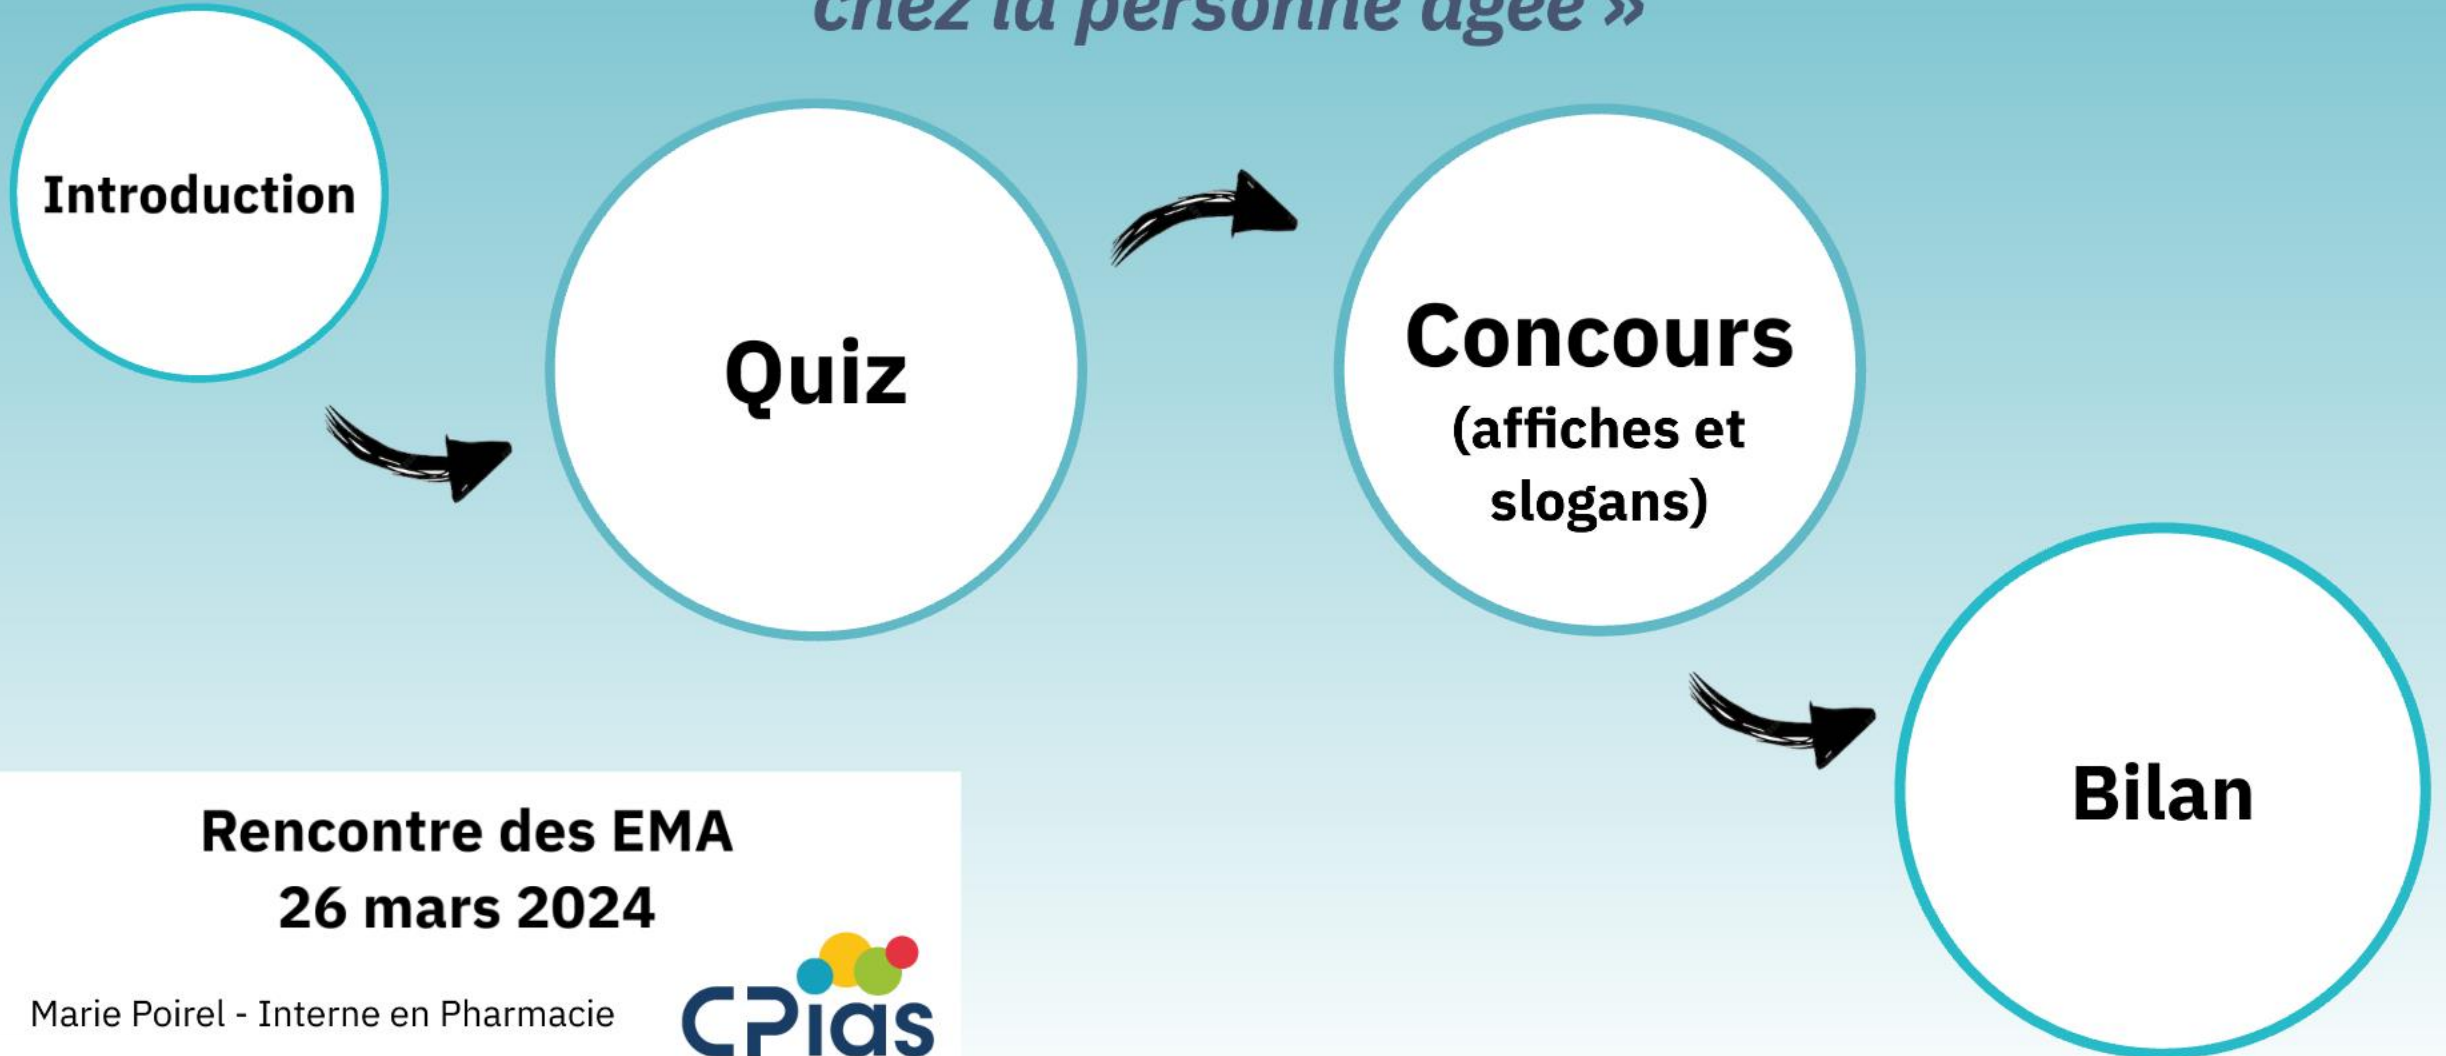 chez la personne âgée »
Introduction
Quiz
Concours
(affiches et
slogans)
Bilan
Rencontre des EMA
26 mars 2024
Marie Poirel - Interne en Pharmacie
CPias